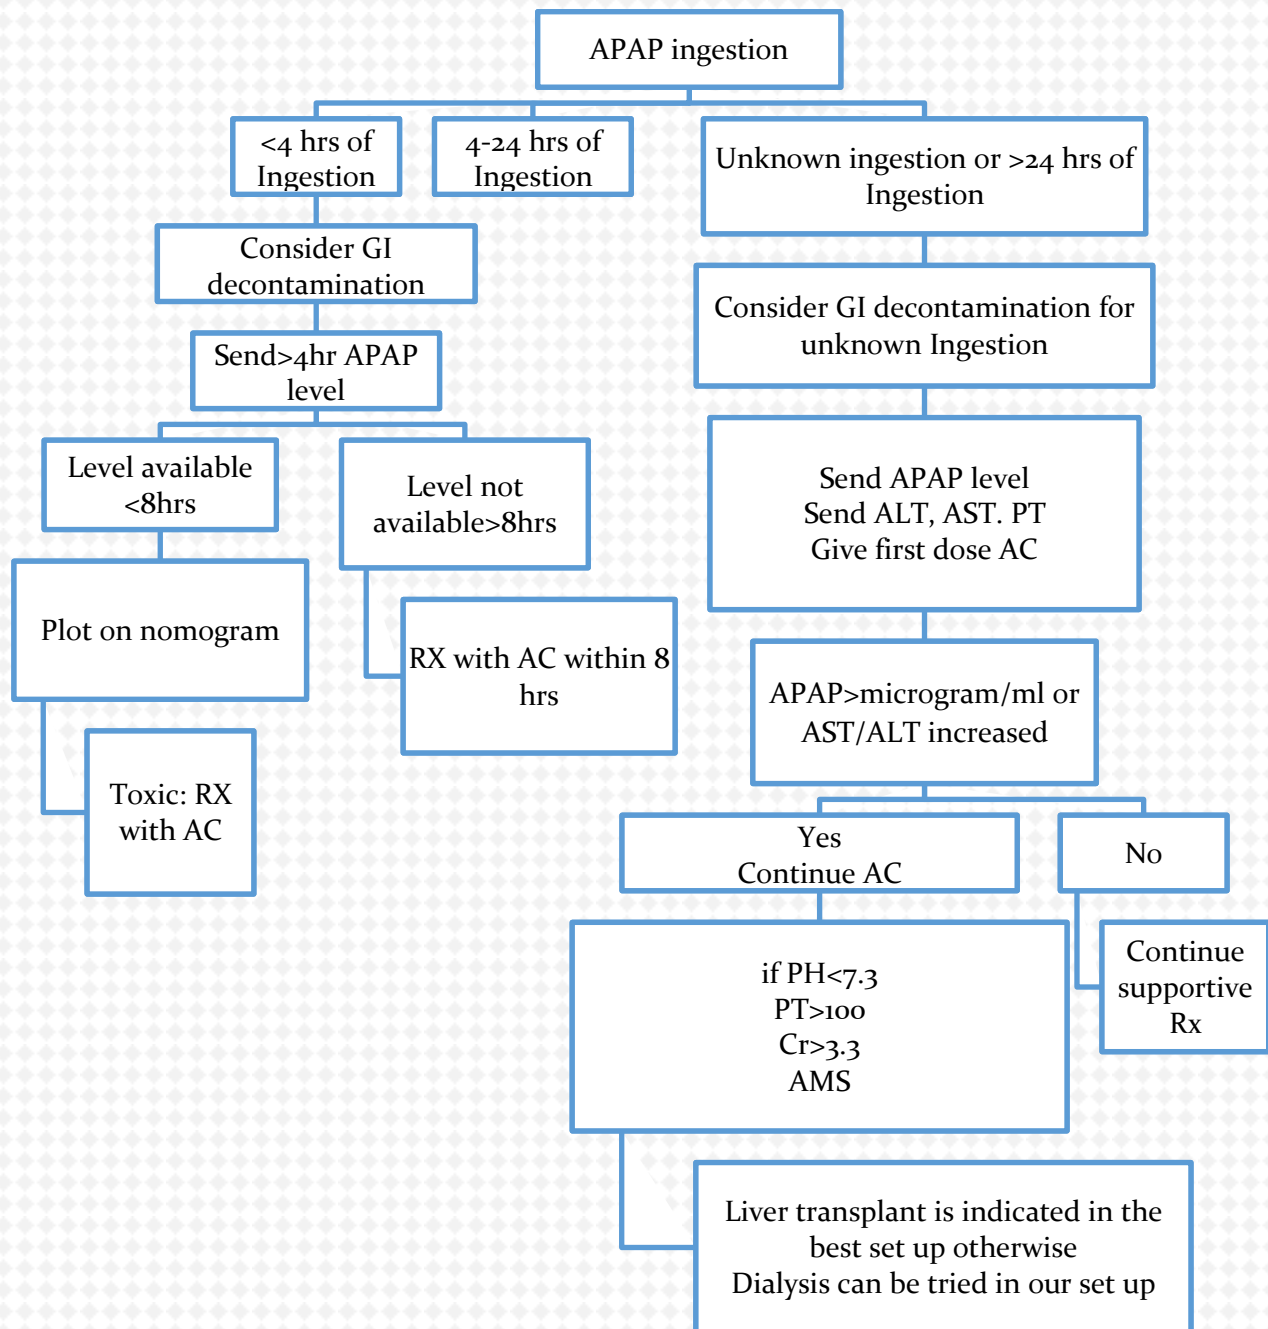 APAP ingestion
<4 hrs of
Ingestion
4-24 hrs of
Ingestion
Unknown ingestion or >24 hrs of
Ingestion
Consider GI
decontamination
Consider GI decontamination for
unknown Ingestion
Send>4hr APAP
level
Level available
<8hrs
Level not
available>8hrs
Send APAP level
Send ALT, AST. PT
Give first dose AC
Plot on nomogram
RX with AC within 8
hrs
APAP>microgram/ml or
AST/ALT increased
Toxic: RX
with AC
Yes
Continue AC
No
if PH<7.3
PT>100
Cr>3.3
AMS
Continue
supportive
Rx
Liver transplant is indicated in the
best set up otherwise
Dialysis can be tried in our set up